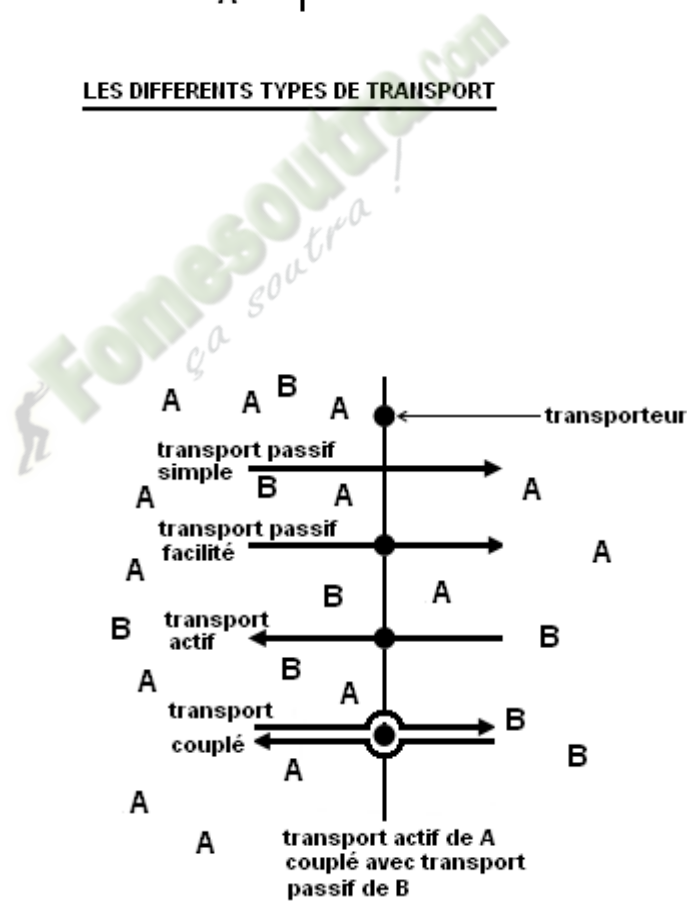 A
LES DIFFERENTS TYPES DE TRANSPORT
Fomesoutra.com
ça soutra !
A A B A
transporteur
transport passif
simple
B A A A
transport passif
facilité
A A
B A
B transport
actif B
B
A A
transport
B
couplé
B
A
A
A
transport actif de A
couplé avec transport
passif de B